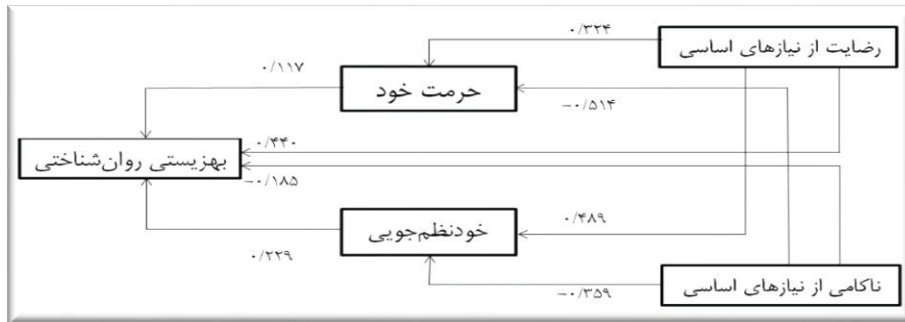 ۰/۳۲۴
رضایت از نیازهای اساسی
۰/۱۱۷
حرمت خود
−۰/۵۱۴
۰/۴۴۰
بهزیستی روان‌شناختی
−۰/۱۸۵
۰/۴۸۹
خودنظم‌جویی
۰/۲۲۹
ناکامی از نیازهای اساسی
−۰/۳۵۹